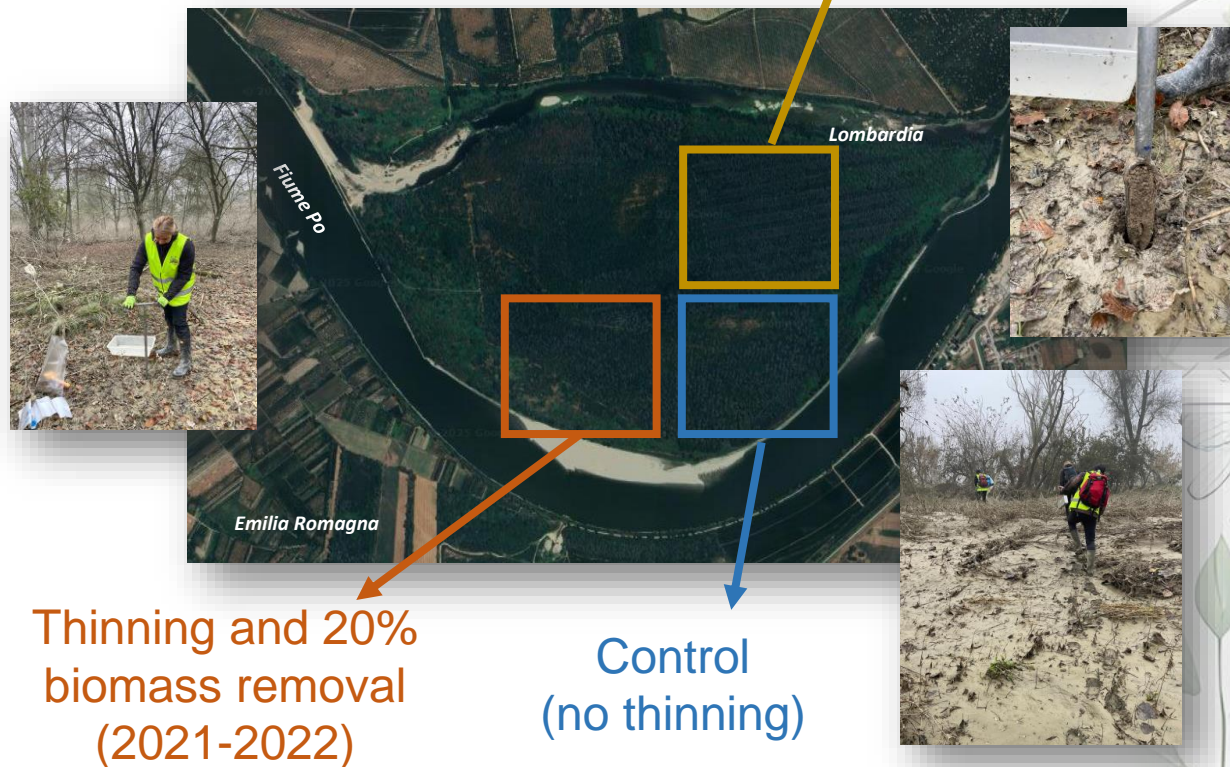 Lombardia
Fiume Po
Emilia Romagna
Thinning and 20%
biomass removal
(2021-2022)
Control
(no thinning)